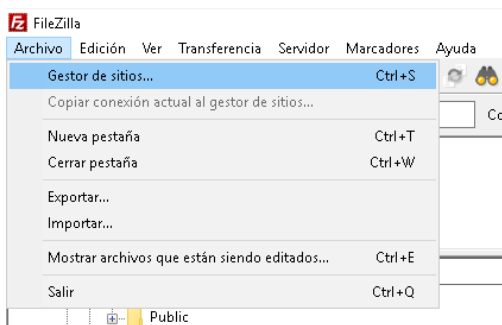 FileZilla
Archivo Edición Ver Transferencia Servidor Marcadores Ayuda
Gestor de sitios... Ctrl+S
Copiar conexión actual al gestor de sitios...
Nueva pestaña Ctrl+T
Cerrar pestaña Ctrl+W
Exportar...
Importar...
Mostrar archivos que están siendo editados... Ctrl+E
Salir Ctrl+Q
Public